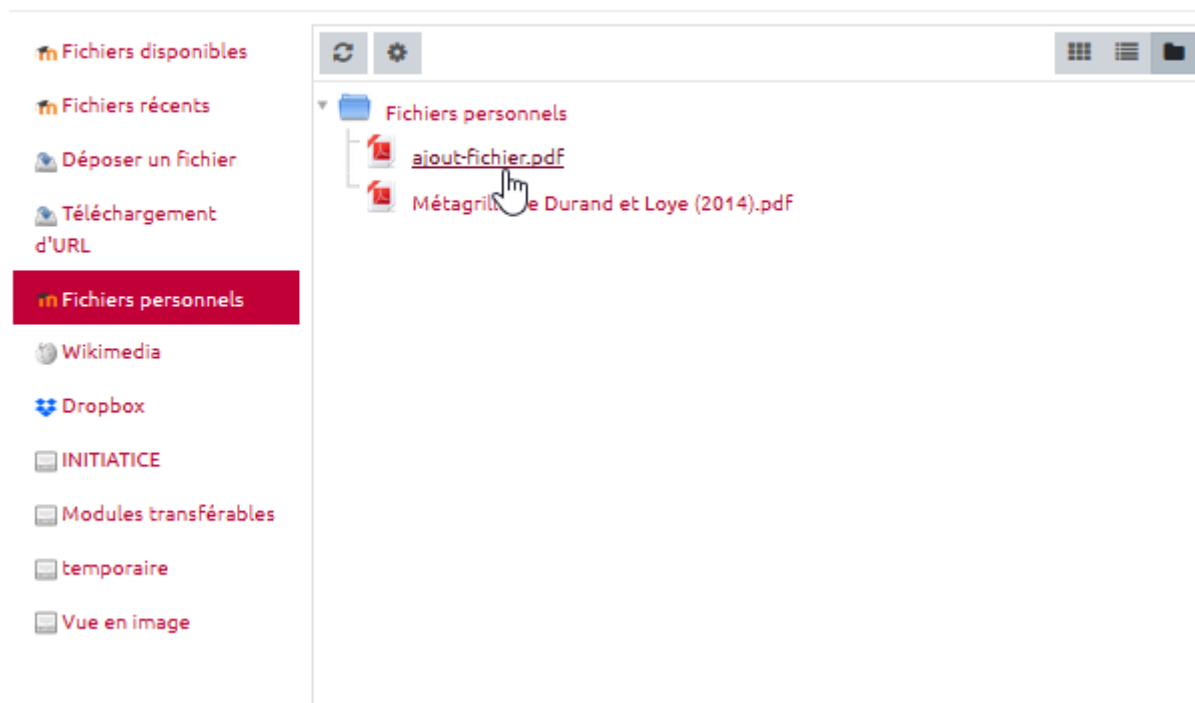 Fichiers disponibles
Fichiers récents
Déposer un fichier
Téléchargement
d'URL
Fichiers personnels
Wikimedia
Dropbox
INITIATICE
Modules transférables
temporaire
Vue en image
Fichiers personnels
ajout-fichier.pdf
Durand et Loye (2014).pdf